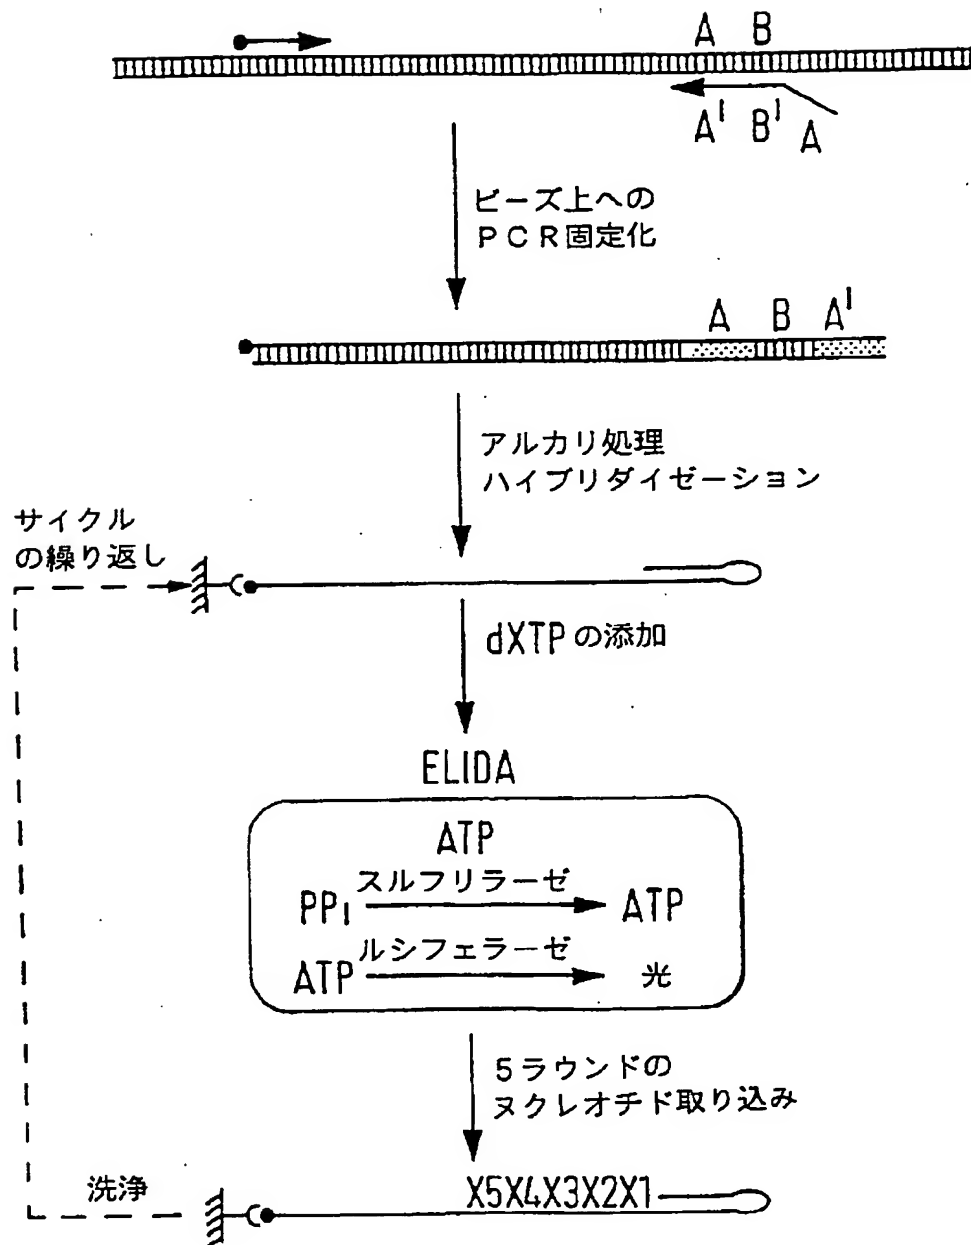 A B
A' B' A
ビーズ上への
PCR固定化
A B A'
アルカリ処理
ハイブリダイゼーション
サイクル
の繰り返し
dXTPの添加
ELIDA
ATP
スルフリラーゼ
PPi ATP
ルシフェラーゼ
ATP 光
5ラウンドの
ヌクレオチド取り込み
洗浄
X5X4X3X2X1